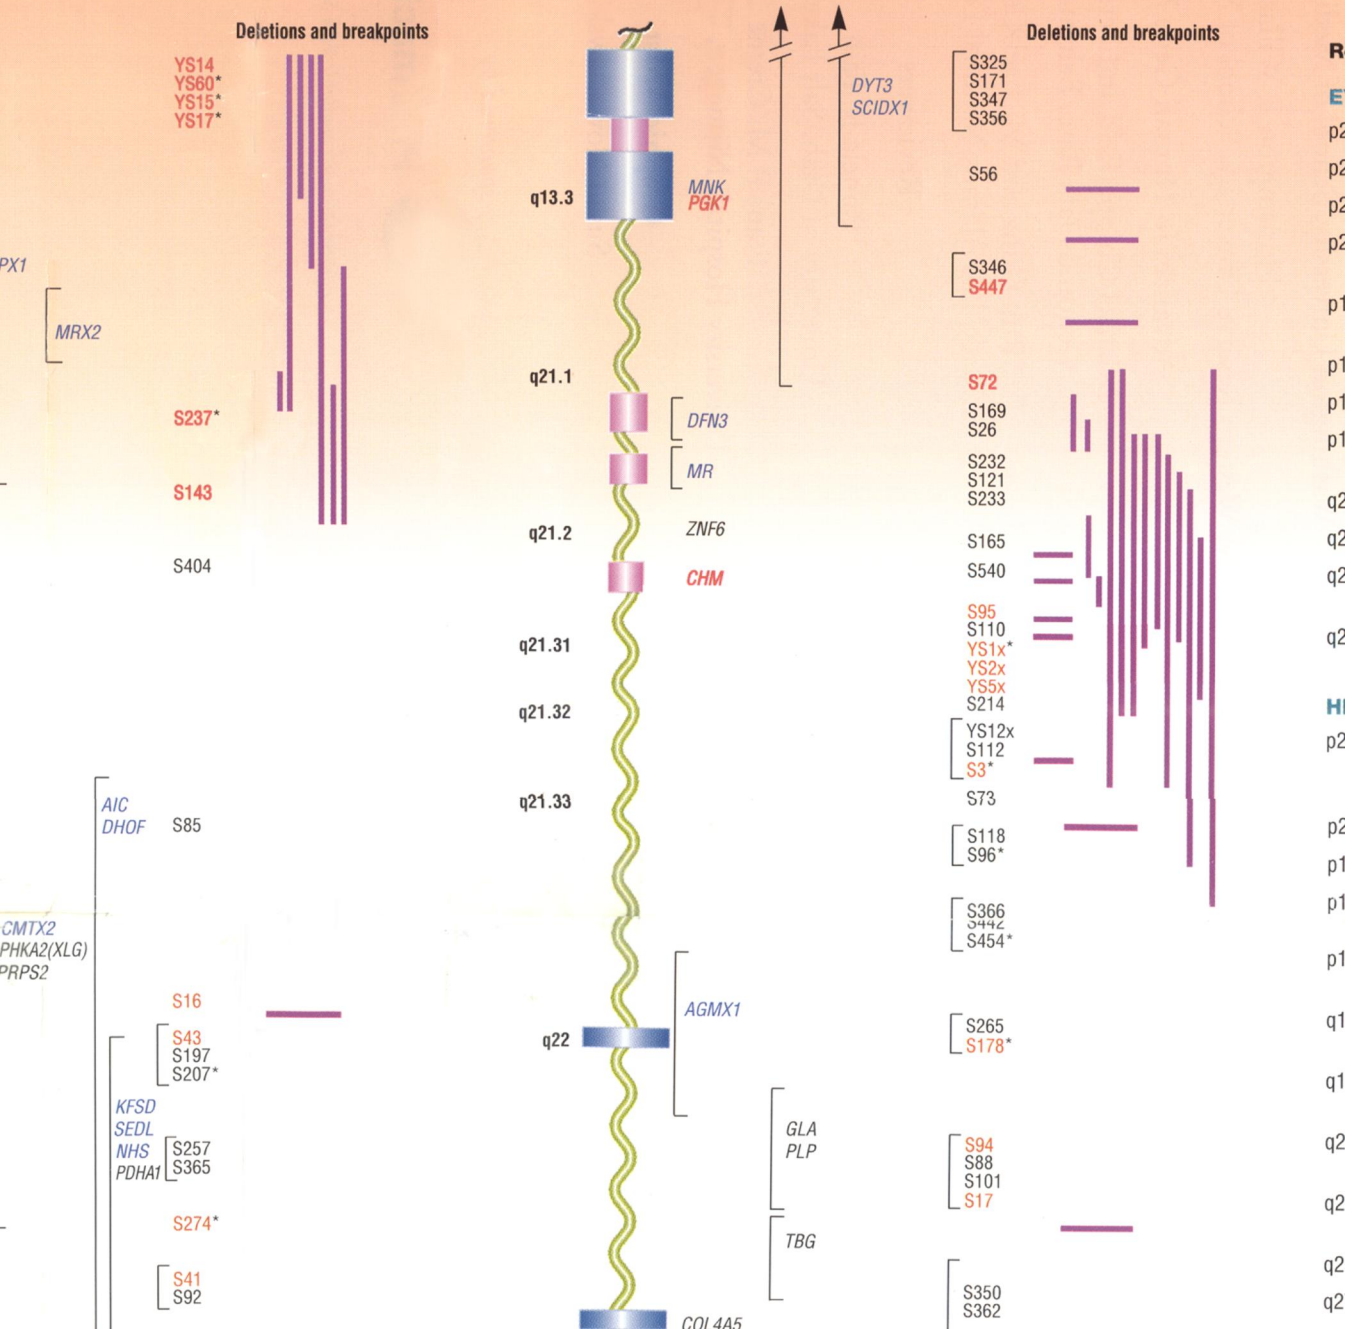 Deletions and breakpoints
YS14
YS60*
YS15*
YS17*
PX1
MRX2
S237*
S143
S404
AIC
DHOF
S85
CMTX2
PHKA2(XLG)
PRPS2
S16
S43
S197
S207*
KFSD
SEDL
NHS
PDHA1
S257
S365
S274*
S41
S92
q13.3
q21.1
q21.2
q21.31
q21.32
q21.33
q22
MNK
PGK1
DFN3
MR
ZNF6
CHM
AGMX1
COL4A5
DYT3
SCIDX1
GLA
PLP
TBG
Deletions and breakpoints
S325
S171
S347
S356
S56
S346
S447
S72
S169
S26
S232
S121
S233
S165
S540
S95
S110
YS1x*
YS2x
YS5x
S214
YS12x
S112
S3*
S73
S118
S96*
S366
S442
S454*
S265
S178*
S94
S88
S101
S17
S350
S362